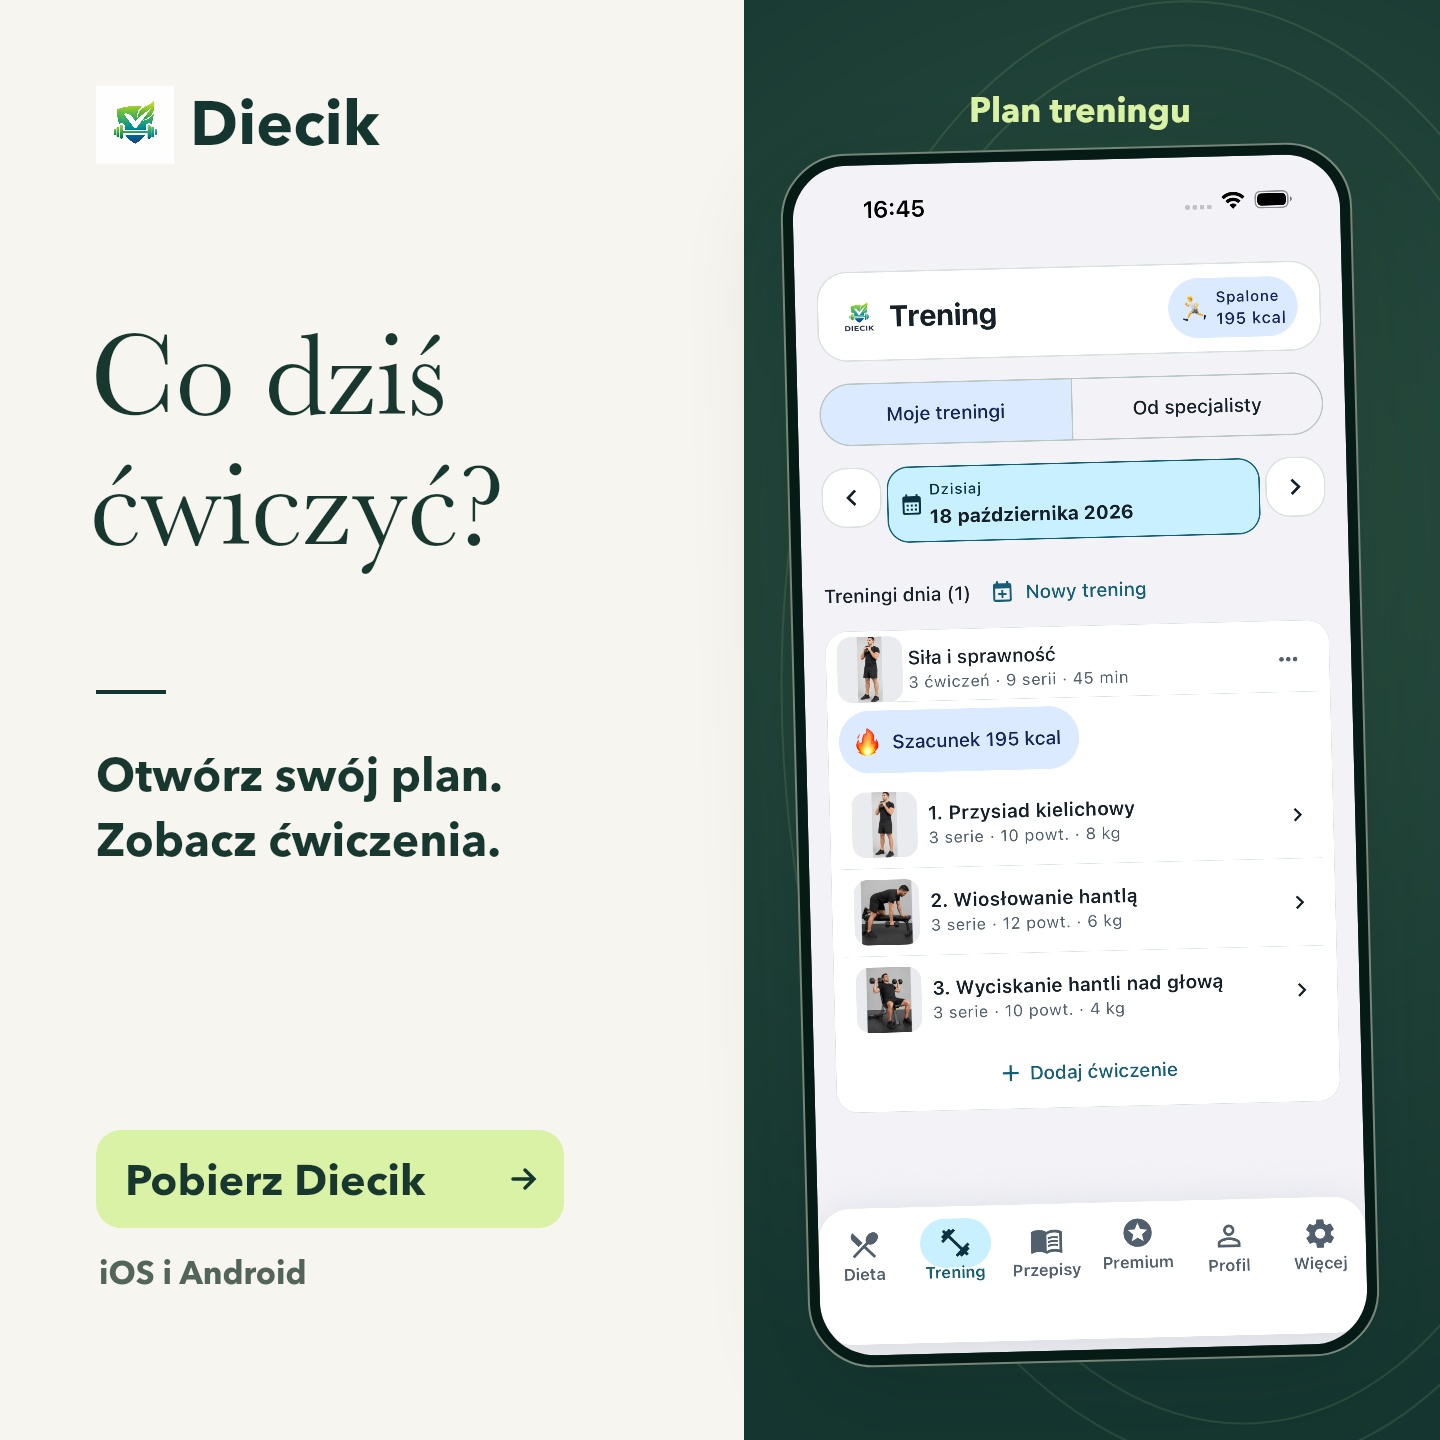 Diecik
Co dziś
ćwiczyć?
Otwórz swój plan.
Zobacz ćwiczenia.
Pobierz Diecik
iOS i Android
Plan treningu
16:45
DIECIK
Trening
Spalone
195 kcal
Moje treningi
Od specjalisty
Dzisiaj
18 października 2026
Treningi dnia (1)
Nowy trening
Siła i sprawność
3 ćwiczeń · 9 serii · 45 min
Szacunek 195 kcal
1. Przysiad kielichowy
3 serie · 10 powt. · 8 kg
2. Wiosłowanie hantlą
3 serie · 12 powt. · 6 kg
3. Wyciskanie hantli nad głową
3 serie · 10 powt. · 4 kg
Dodaj ćwiczenie
Dieta
Trening
Przepisy
Premium
Profil
Więcej